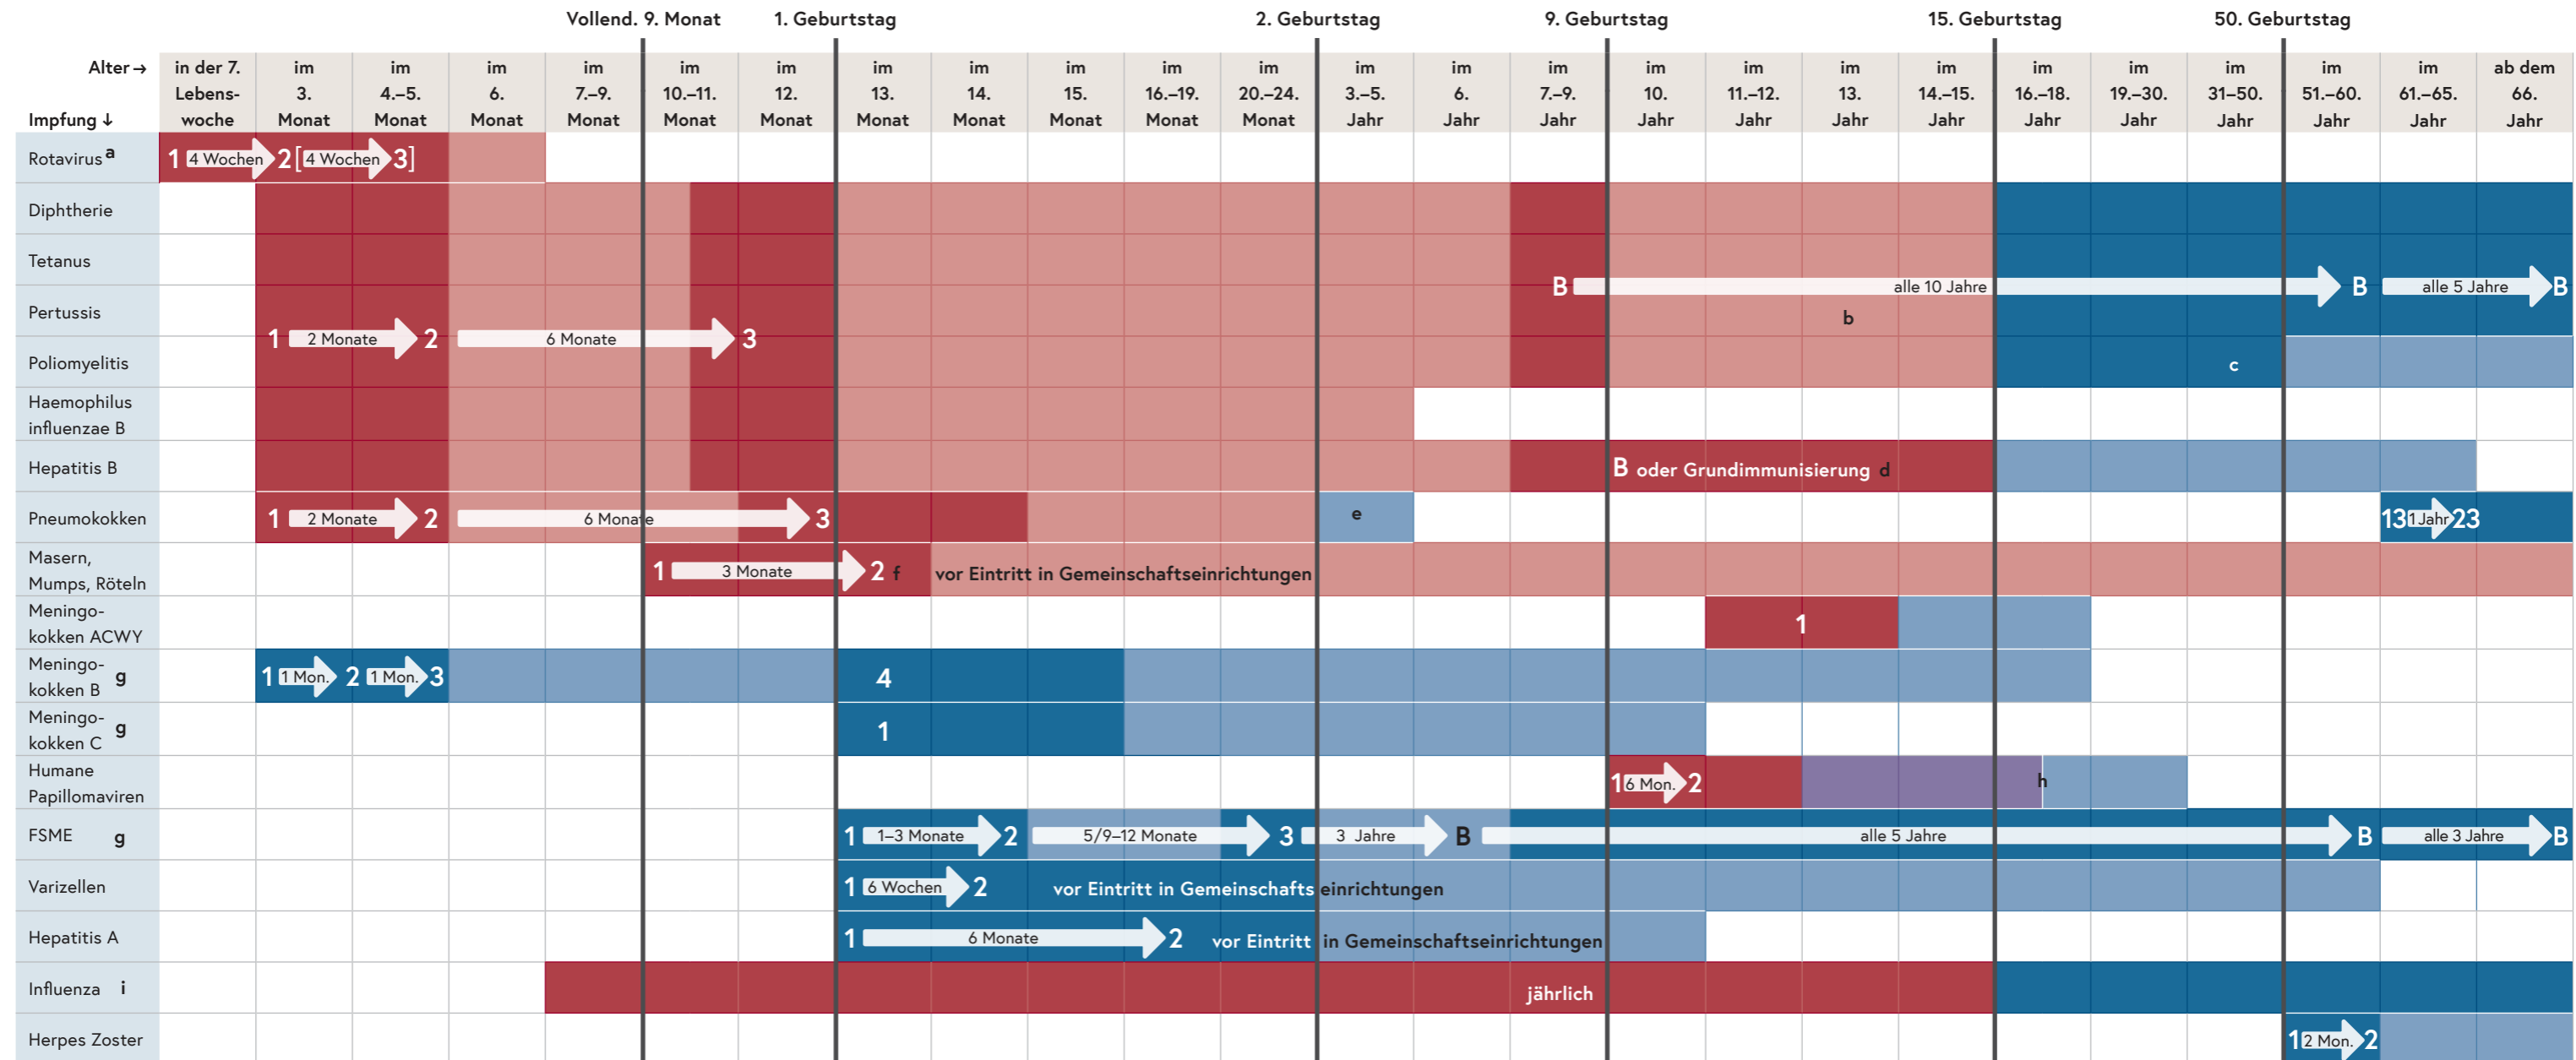 Vollend. 9. Monat 1. Geburtstag 2. Geburtstag 9. Geburtstag 15. Geburtstag 50. Geburtstag
Alter→ in der 7. im im im im im im im im im im im im im im im im im im im im im im im ab dem
Lebens- 3. 4.–5. 6. 7.–9. 10.–11. 12. 13. 14. 15. 16.–19. 20.–24. 3.–5. 6. 7.–9. 10. 11.–12. 13. 14.–15. 16.–18. 19.–30. 31–50. 51.–60. 61.–65. 66.
Impfung ↓ woche Monat Monat Monat Monat Monat Monat Monat Monat Monat Monat Monat Jahr Jahr Jahr Jahr Jahr Jahr Jahr Jahr Jahr Jahr Jahr Jahr Jahr
Rotavirus a 1 4 Wochen 2 [ 4 Wochen 3]
Diphtherie
Tetanus
B alle 10 Jahre B alle 5 Jahre B
Pertussis b
1 2 Monate 2 6 Monate 3
Poliomyelitis c
Haemophilus
influenzae B
Hepatitis B B oder Grundimmunisierung d
Pneumokokken 1 2 Monate 2 6 Monate 3 e 13 1 Jahr 23
Masern,
Mumps, Röteln 1 3 Monate 2 f vor Eintritt in Gemeinschaftseinrichtungen
Meningo-
kokken ACWY 1
Meningo-
kokken B g 1 1 Mon. 2 1 Mon. 3 4
Meningo-
kokken C g 1
Humane
Papillomaviren 1 6 Mon. 2 h
FSME g 1 1–3 Monate 2 5/9–12 Monate 3 3 Jahre B alle 5 Jahre B alle 3 Jahre B
Varizellen 1 6 Wochen 2 vor Eintritt in Gemeinschaftseinrichtungen
Hepatitis A 1 6 Monate 2 vor Eintritt in Gemeinschaftseinrichtungen
Influenza i jährlich
Herpes Zoster 1 2 Mon. 2